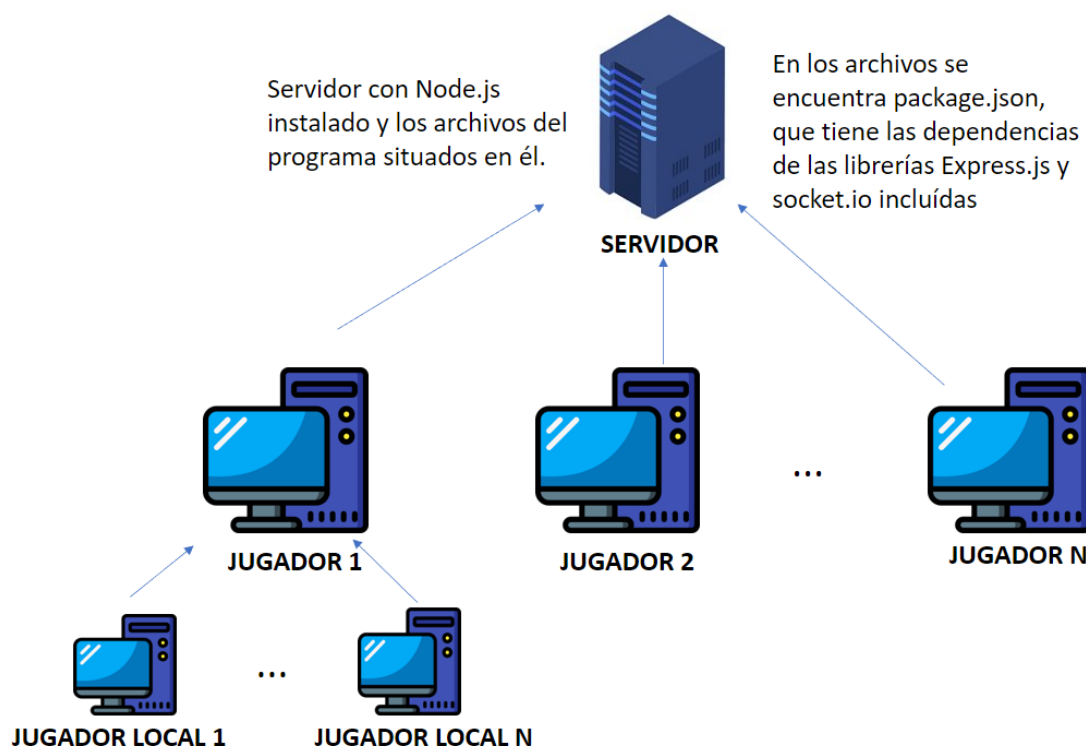 Servidor con Node.js
instalado y los archivos del
programa situados en él.
En los archivos se
encuentra package.json,
que tiene las dependencias
de las librerías Express.js y
socket.io incluídas
SERVIDOR
...
JUGADOR 1
JUGADOR 2
JUGADOR N
...
JUGADOR LOCAL 1
JUGADOR LOCAL N